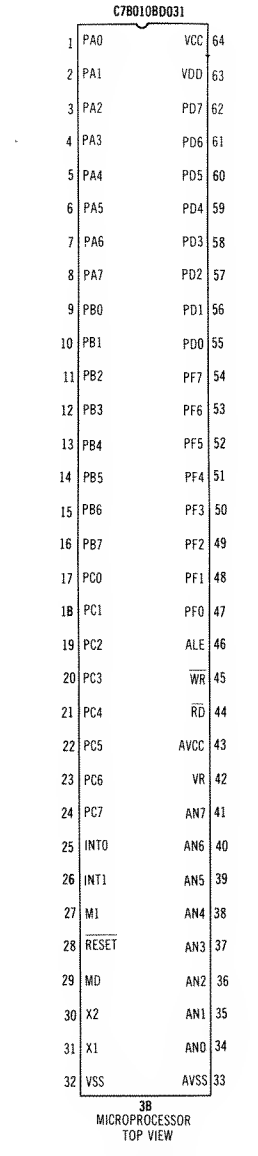 C7B010BD031
1 PA0 VCC 64
2 PA1 VDD 63
3 PA2 PD7 62
4 PA3 PD6 61
5 PA4 PD5 60
6 PA5 PD4 59
7 PA6 PD3 58
8 PA7 PD2 57
9 PB0 PD1 56
10 PB1 PD0 55
11 PB2 PF7 54
12 PB3 PF6 53
13 PB4 PF5 52
14 PB5 PF4 51
15 PB6 PF3 50
16 PB7 PF2 49
17 PC0 PF1 48
1B PC1 PF0 47
19 PC2 ALE 46
20 PC3 WR 45
21 PC4 RD 44
22 PC5 AVCC 43
23 PC6 VR 42
24 PC7 AN7 41
25 INT0 AN6 40
26 INT1 AN5 39
27 M1 AN4 38
28 RESET AN3 37
29 MD AN2 36
30 X2 AN1 35
31 X1 AN0 34
32 VSS AVSS 33
3B
MICROPROCESSOR
TOP VIEW